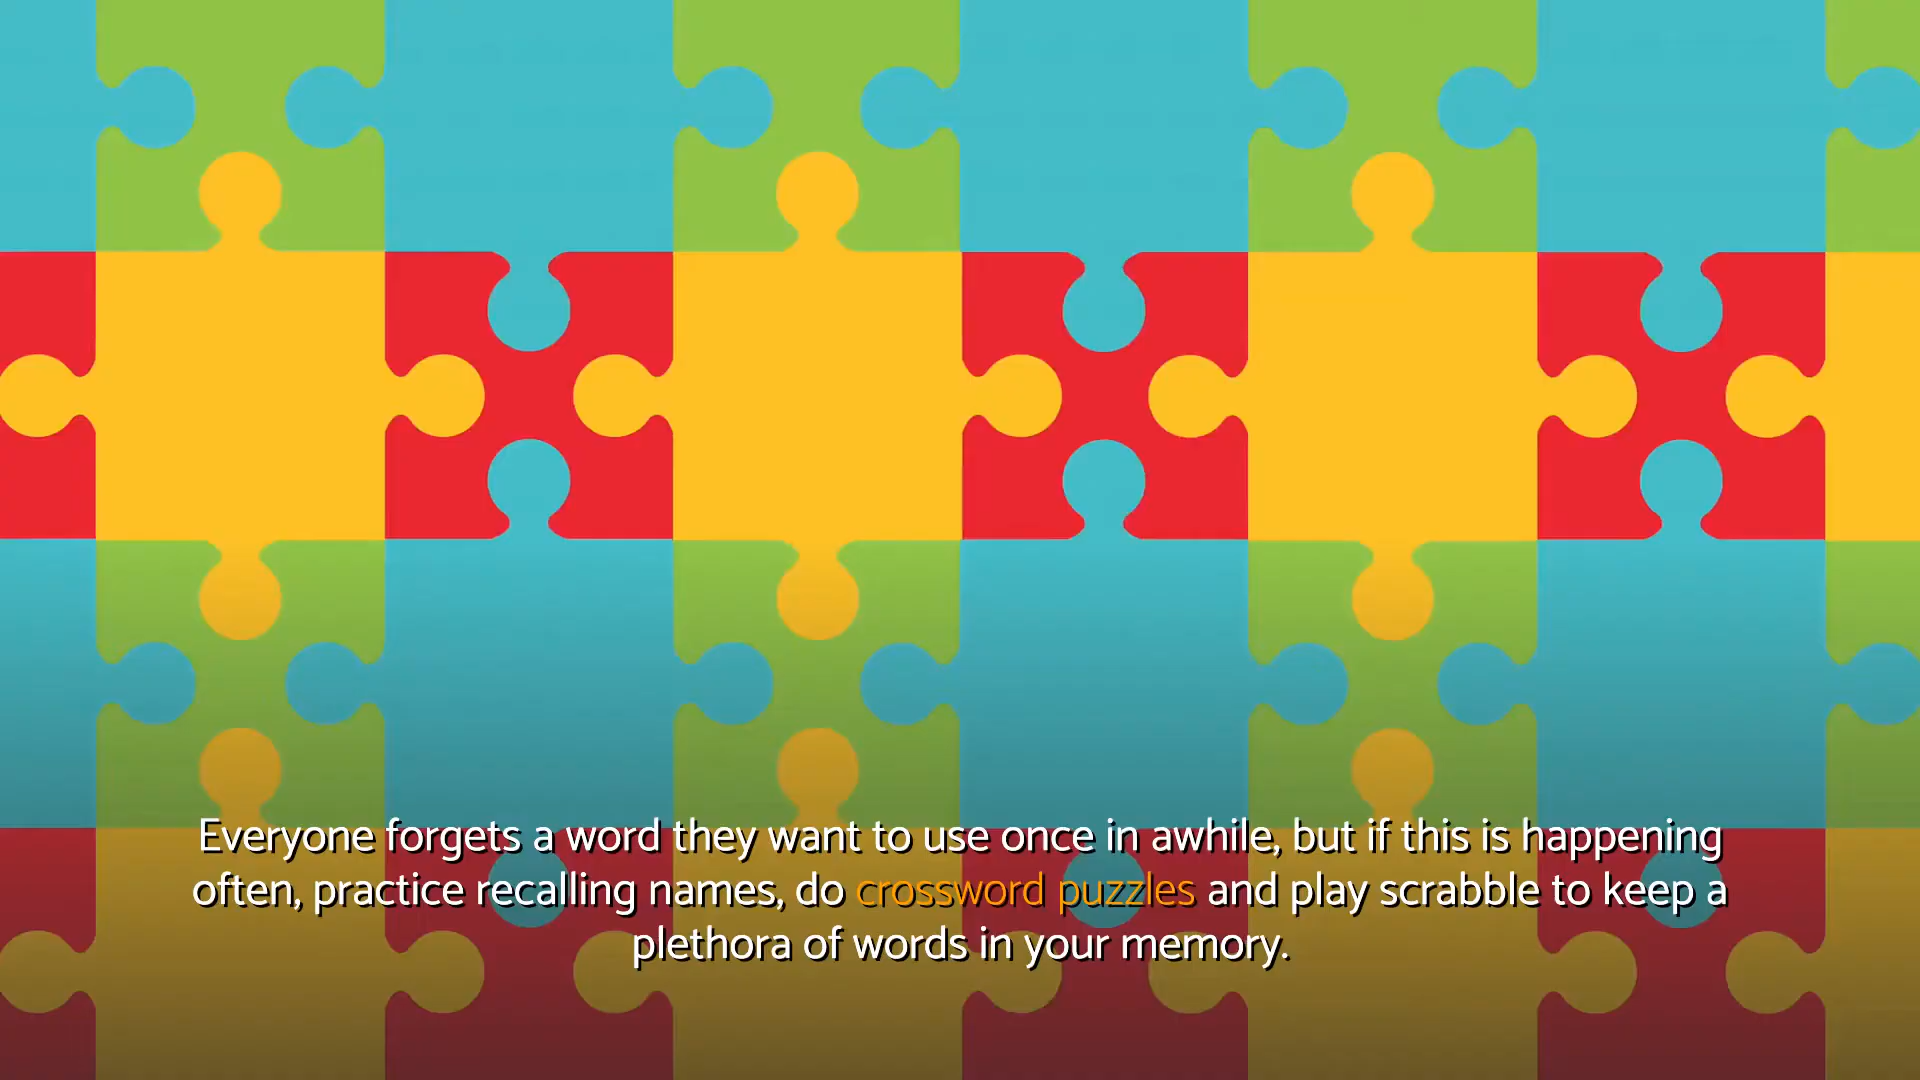 Everyone forgets a word they want to use once in awhile, but if this is happening
often, practice recalling names, do crossword puzzles and play scrabble to keep a
plethora of words in your memory.